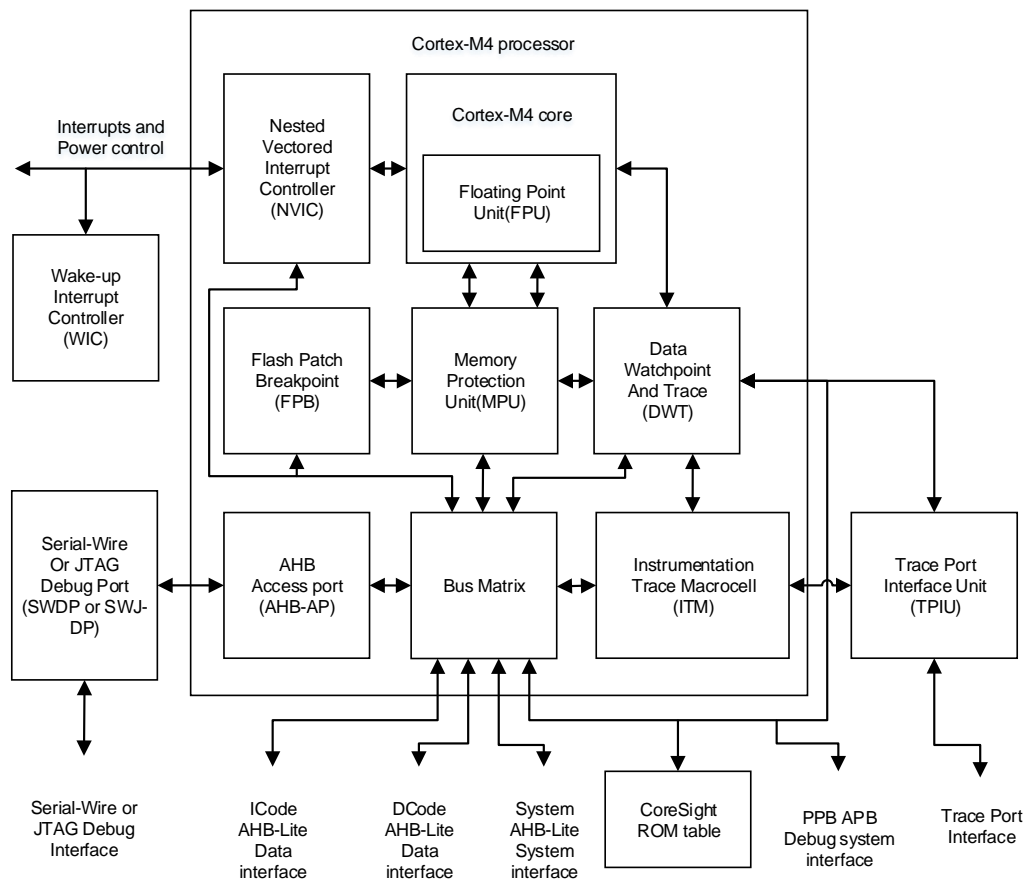 Cortex-M4 processor
Nested
Vectored
Interrupt
Controller
(NVIC)
Cortex-M4 core
Floating Point
Unit(FPU)
Interrupts and
Power control
Wake-up
Interrupt
Controller
(WIC)
Flash Patch
Breakpoint
(FPB)
Memory
Protection
Unit(MPU)
Data
Watchpoint
And Trace
(DWT)
Serial-Wire
Or JTAG
Debug Port
(SWDP or SWJ-
DP)
AHB
Access port
(AHB-AP)
Bus Matrix
Instrumentation
Trace Macrocell
(ITM)
Trace Port
Interface Unit
(TPIU)
Serial-Wire or
JTAG Debug
Interface
ICode
AHB-Lite
Data
interface
DCode
AHB-Lite
Data
interface
System
AHB-Lite
System
interface
CoreSight
ROM table
PPB APB
Debug system
interface
Trace Port
Interface